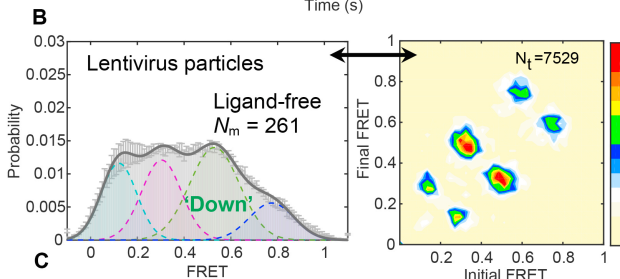 Time (s)
B
Lentivirus particles
Ligand-free
Nm = 261
'Down'
Probability
0.03
0.025
0.02
0.015
0.01
0.005
0
0 0.2 0.4 0.6 0.8 1
FRET
Nt=7529
Final FRET
1
0.8
0.6
0.4
0.2
0
0.2 0.4 0.6 0.8 1
Initial FRET
C